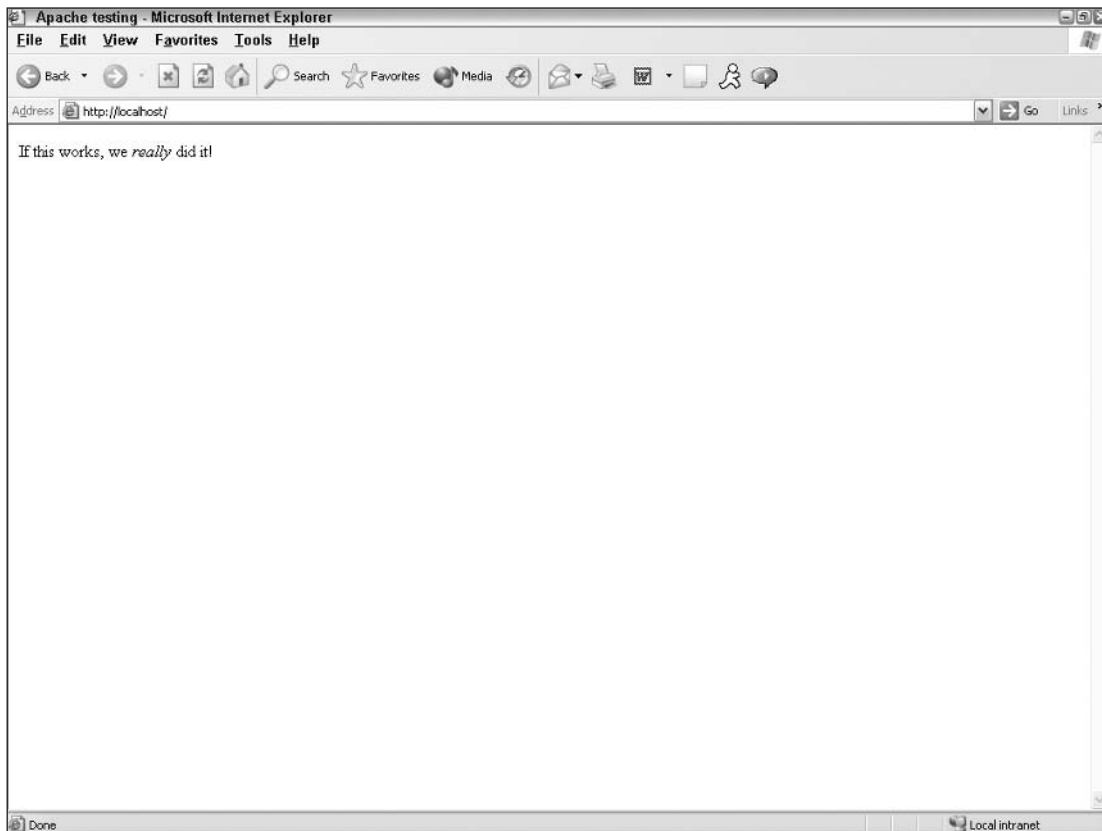 Apache testing - Microsoft Internet Explorer
File Edit View Favorites Tools Help
Back Search Favorites Media
Address http://localhost/ Go Links
If this works, we really did it!
Done Local intranet